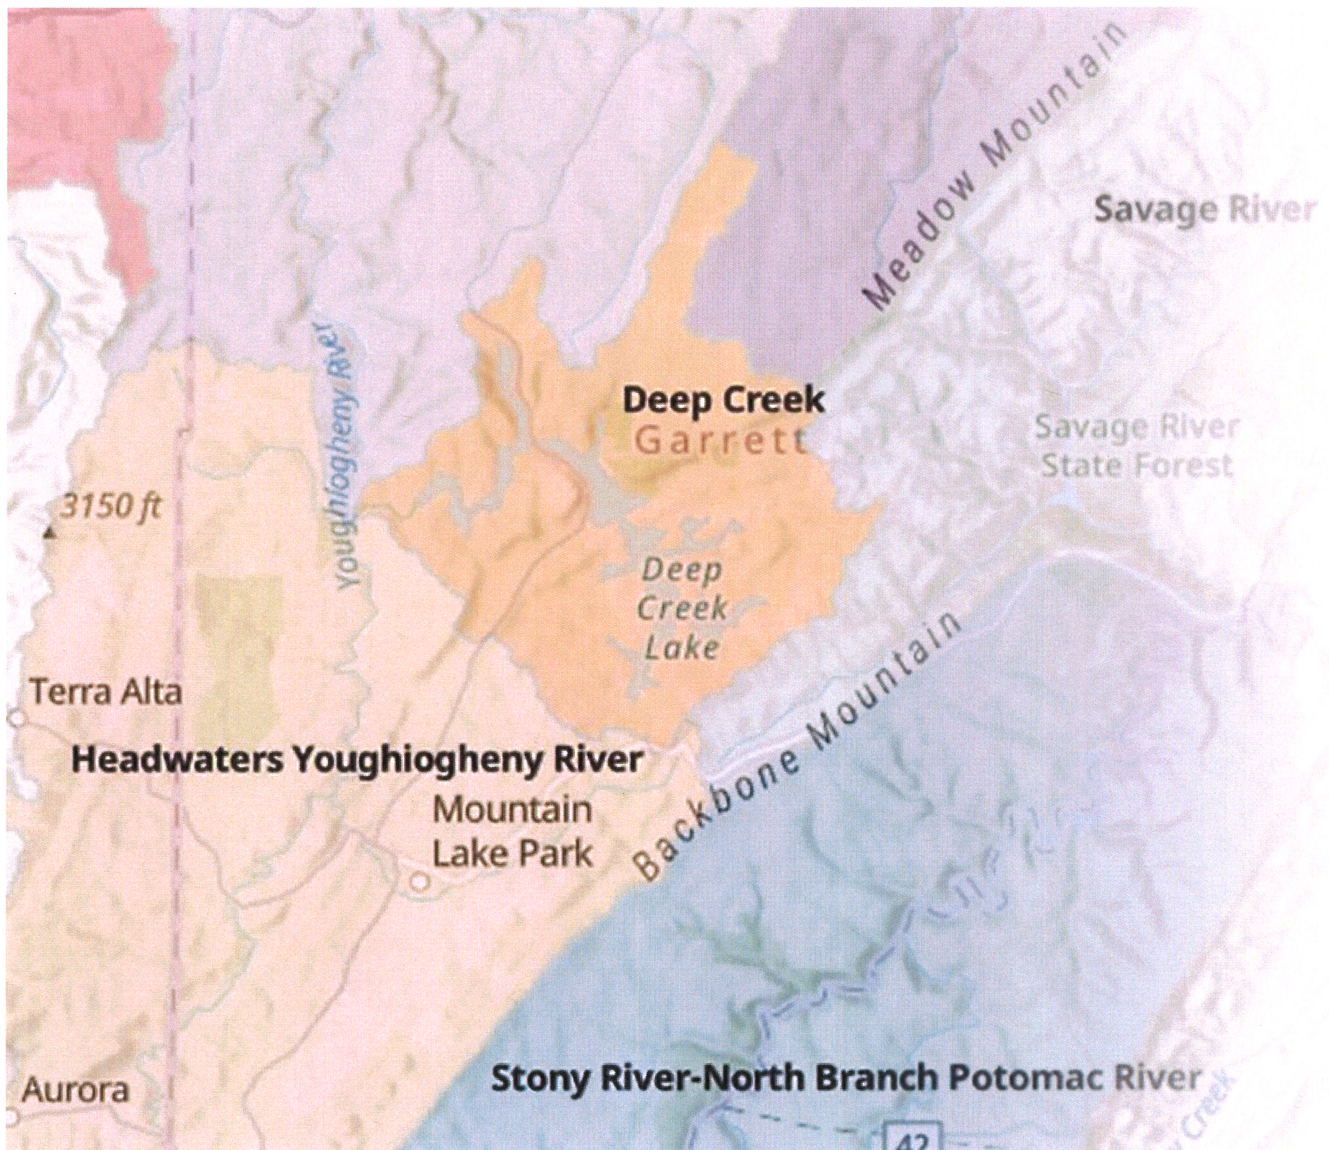 Meadow Mountain
Savage River
Youghiogheny River
Deep Creek
Garrett
Savage River
State Forest
3150 ft
Deep
Creek
Lake
Backbone Mountain
Terra Alta
Headwaters Youghiogheny River
Mountain
Lake Park
Stony River-North Branch Potomac River
Aurora
Creek
42